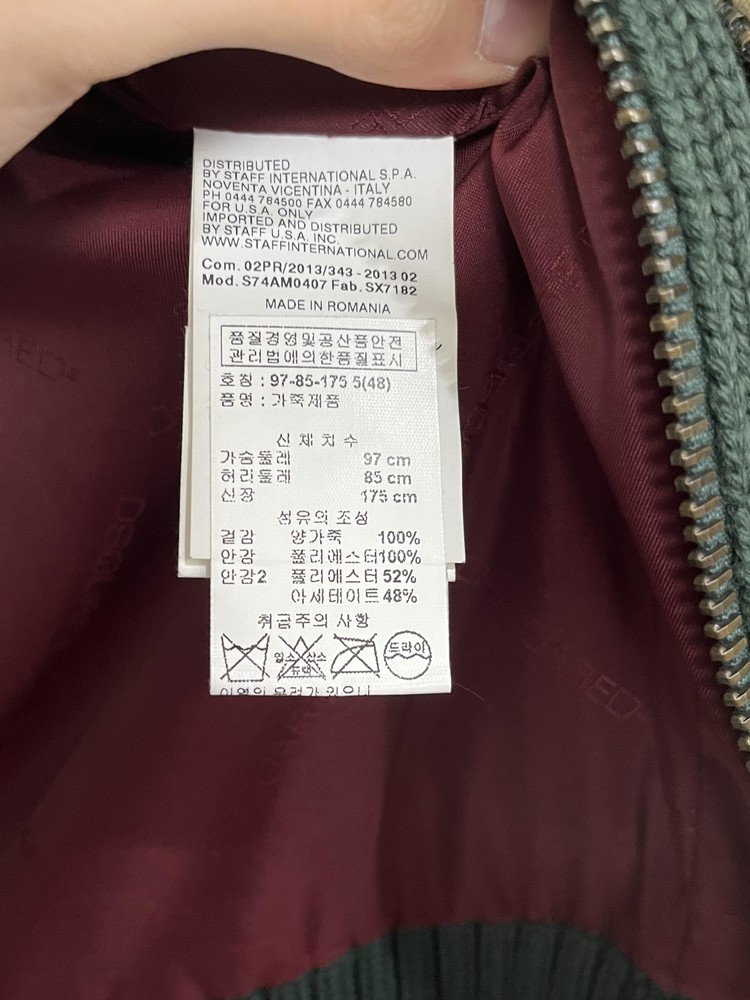 DISTRIBUTED
BY STAFF INTERNATIONAL S.P.A.
NOVENTA VICENTINA - ITALY
PH 0444 784500 FAX 0444 784580
FOR U.S.A. ONLY
IMPORTED AND DISTRIBUTED
BY STAFF U.S.A. INC.
WWW.STAFFINTERNATIONAL.COM
Com. 02PR/2013/343 - 2013 02
Mod. S74AM0407 Fab. SX7182
MADE IN ROMANIA
품질경영및공산품안전
관리법에의한품질표시
호칭 : 97-85-175 5(48)
품명 : 가죽제품
신 체 치 수
가슴둘레 97 cm
허리둘레 85 cm
신장 175 cm
섬유의 조성
겉감 양가죽 100%
안감 폴리에스터100%
안감2 폴리에스터 52%
아세테이트 48%
취급주의 사항
드라이